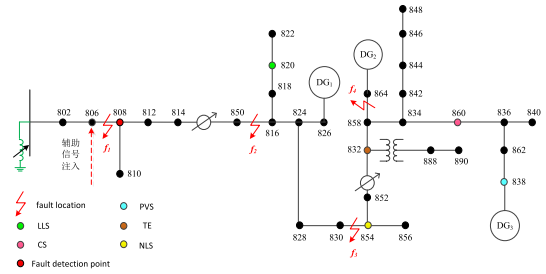 848
822
846
DG₂
820
844
DG₁
818
864
f₄
842
802
806
808
812
814
850
816
824
826
858
834
860
836
840
辅助
信号
注入
f₁
f₂
832
888
890
862
810
838
852
fault location
PVS
LLS
TE
828
830
854
856
DG₃
CS
NLS
f₃
Fault detection point